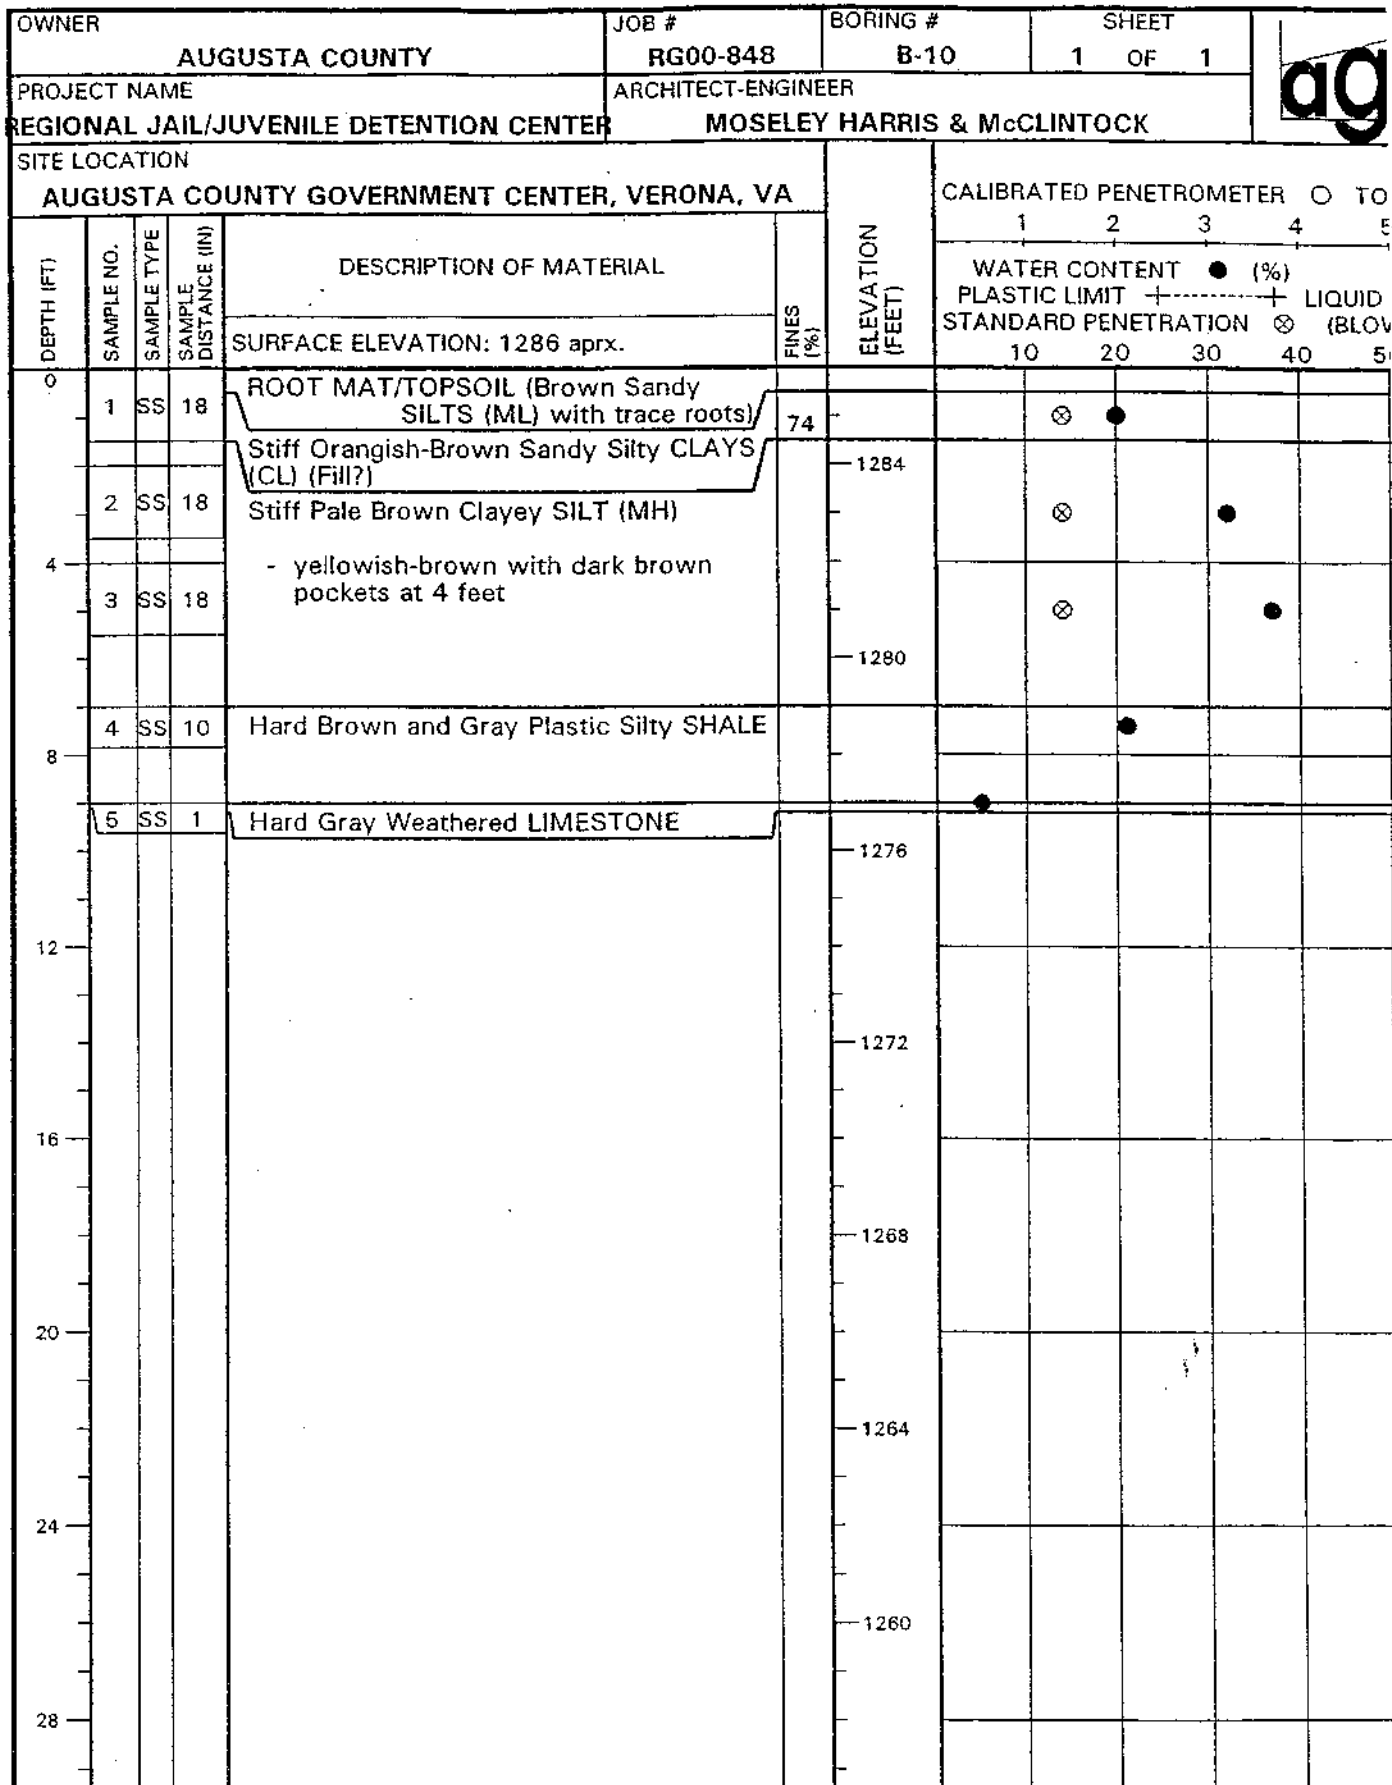 OWNER
AUGUSTA COUNTY
JOB #
RG00-848
BORING #
B-10
SHEET
1 OF 1
ag
PROJECT NAME
REGIONAL JAIL/JUVENILE DETENTION CENTER
ARCHITECT-ENGINEER
MOSELEY HARRIS & McCLINTOCK
SITE LOCATION
AUGUSTA COUNTY GOVERNMENT CENTER, VERONA, VA
DEPTH (FT)
SAMPLE NO.
SAMPLE TYPE
SAMPLE
DISTANCE (IN)
DESCRIPTION OF MATERIAL
SURFACE ELEVATION: 1286 aprx.
FINES
(%)
ELEVATION
(FEET)
CALIBRATED PENETROMETER ○ TO
1 2 3 4 5
WATER CONTENT ● (%)
PLASTIC LIMIT +--------+ LIQUID
STANDARD PENETRATION ⊗ (BLOW
10 20 30 40 5
0
1 SS 18
ROOT MAT/TOPSOIL (Brown Sandy
SILTS (ML) with trace roots)
74
Stiff Orangish-Brown Sandy Silty CLAYS
(CL) (Fill?)
1284
2 SS 18
Stiff Pale Brown Clayey SILT (MH)
4
- yellowish-brown with dark brown
pockets at 4 feet
3 SS 18
1280
4 SS 10
Hard Brown and Gray Plastic Silty SHALE
8
5 SS 1
Hard Gray Weathered LIMESTONE
1276
12
1272
16
1268
20
1264
24
1260
28